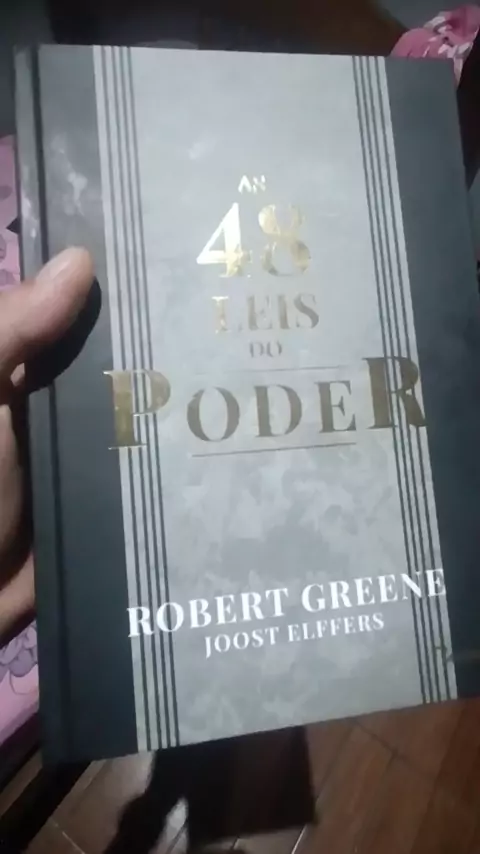 AS
48
LEIS
DO
PODER
ROBERT GREENE
JOOST ELFFERS